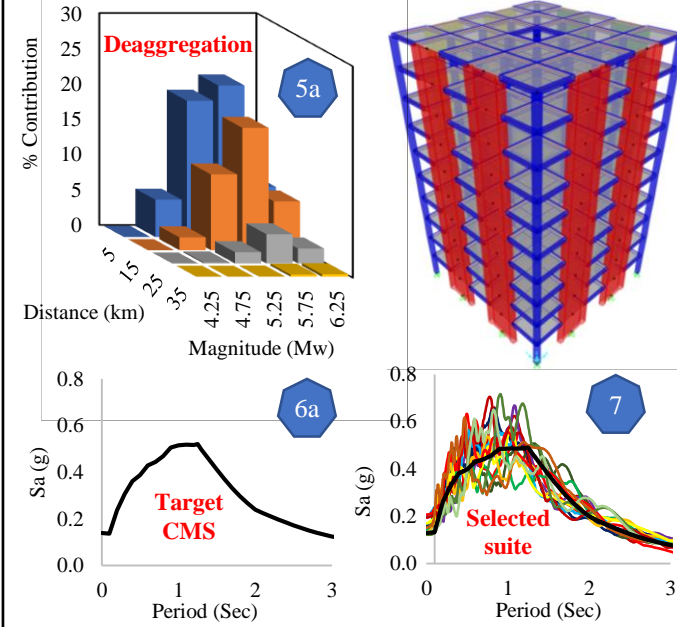 30
25
20
15
10
5
0
% Contribution
Deaggregation
5a
5
15
25
35
Distance (km)
4.25
4.75
5.25
5.75
6.25
Magnitude (Mw)
0.8
0.6
0.4
0.2
0.0
Sa (g)
6a
Target
CMS
0 1 2 3
Period (Sec)
0.8
0.6
0.4
0.2
0.0
Sa (g)
7
Selected
suite
0 1 2 3
Period (Sec)